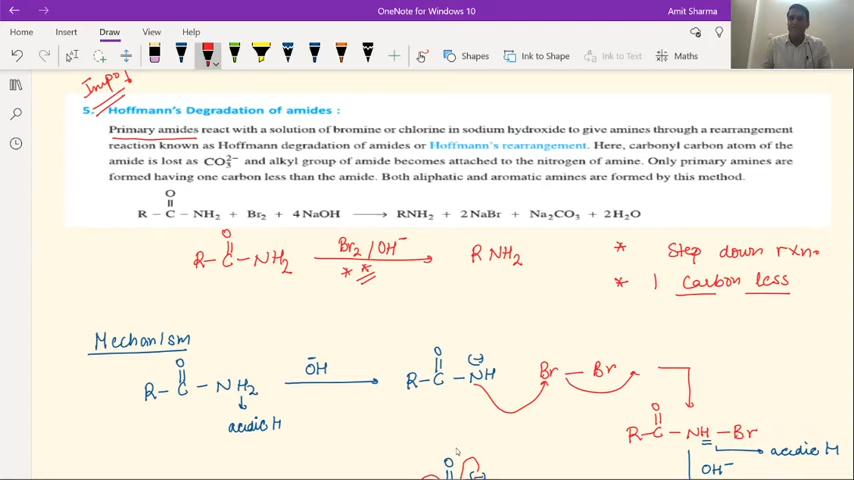 OneNote for Windows 10
Amit Sharma
Home Insert Draw View Help
Shapes Ink to Text Ink to Text Maths
Impo
5. Hoffmann's Degradation of amides :
Primary amides react with a solution of bromine or chlorine in sodium hydroxide to give amines through a rearrangement
reaction known as Hoffman degradation of amides or Hoffman's rearrangement. Here, carbonyl carbon atom of the
amide is lost as CO₃²⁻ and alkyl group of amide becomes attached to the nitrogen of amine. Only primary amines are
formed having one carbon less than the amide. Both aliphatic and aromatic amines are formed by this method.
O
R – C – NH₂ + Br₂ + 4 NaOH → RNH₂ + 2 NaBr + Na₂CO₃ + 2 H₂O
O
R – C – NH₂ Br₂ / OH⁻ → R NH₂
* Step down rxn.
* *
* 1 Carbon less
Mechanism
O
R – C – NH₂ ŌH → 
acidic H
O (–)
R – C – NH Br – Br
O
R – C – NH – Br
acidic H
OH⁻
O (–)